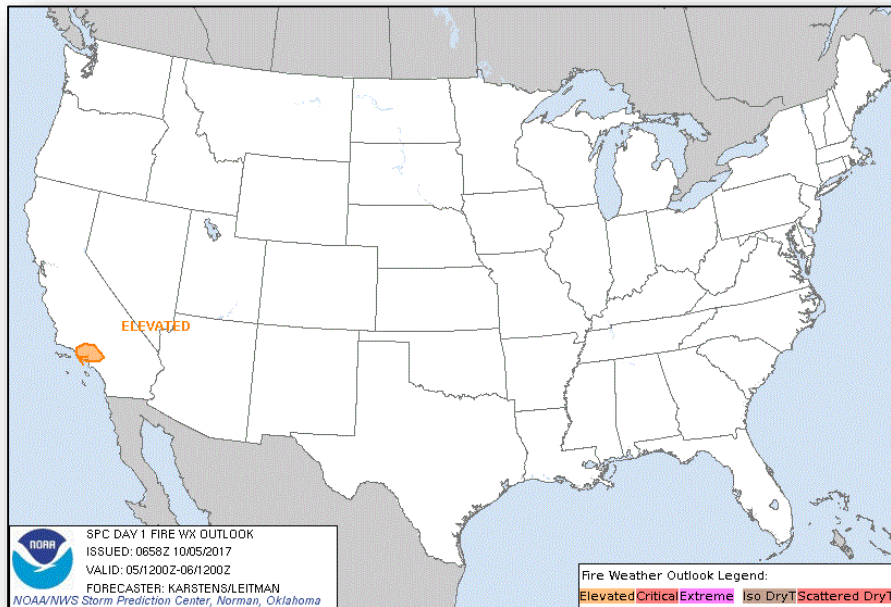 ELEVATED
NOAA
SPC DAY 1 FIRE WX OUTLOOK
ISSUED: 0658Z 10/05/2017
VALID: 05/1200Z-06/1200Z
FORECASTER: KARSTENS/LEITMAN
NOAA/NWS Storm Prediction Center, Norman, Oklahoma
Fire Weather Outlook Legend:
Elevated Critical Extreme Iso DryT Scattered DryT